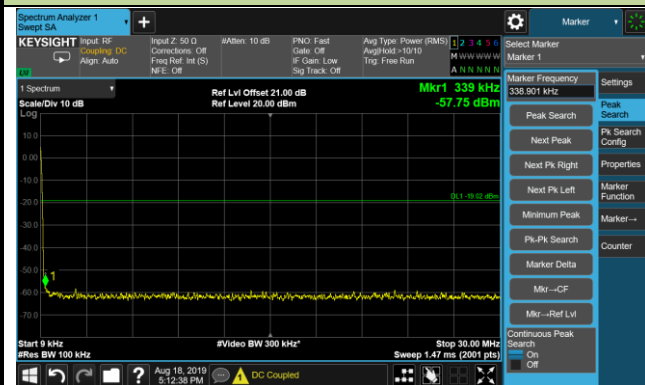 Spectrum Analyzer 1
Swept SA
Marker
KEYSIGHT
Input: RF
Coupling: DC
Align: Auto
Input Z: 50 Ω
Corrections: Off
Freq Ref: Int (S)
NFE: Off
#Atten: 10 dB
PNO: Fast
Gate: Off
IF Gain: Low
Sig Track: Off
Avg Type: Power (RMS)
Avg|Hold:>10/10
Trig: Free Run
1 2 3 4 5 6
M W W W W W
A N N N N N
LV
Select Marker
Marker 1
1 Spectrum
Scale/Div 10 dB
Log
Ref Lvl Offset 21.00 dB
Ref Level 20.00 dBm
Mkr1 339 kHz
-57.75 dBm
10.0
0.00
-10.0
-20.0
-30.0
-40.0
-50.0
-60.0
-70.0
DL1 -19.02 dBm
1
Start 9 kHz
#Res BW 100 kHz
#Video BW 300 kHz*
Stop 30.00 MHz
Sweep 1.47 ms (2001 pts)
Marker Frequency
338.901 kHz
Peak Search
Next Peak
Next Pk Right
Next Pk Left
Minimum Peak
Pk-Pk Search
Marker Delta
Mkr→CF
Mkr→Ref Lvl
Continuous Peak
Search
On
Off
Settings
Peak
Search
Pk Search
Config
Properties
Marker
Function
Marker→
Counter
?
Aug 18, 2019
5:12:38 PM
DC Coupled